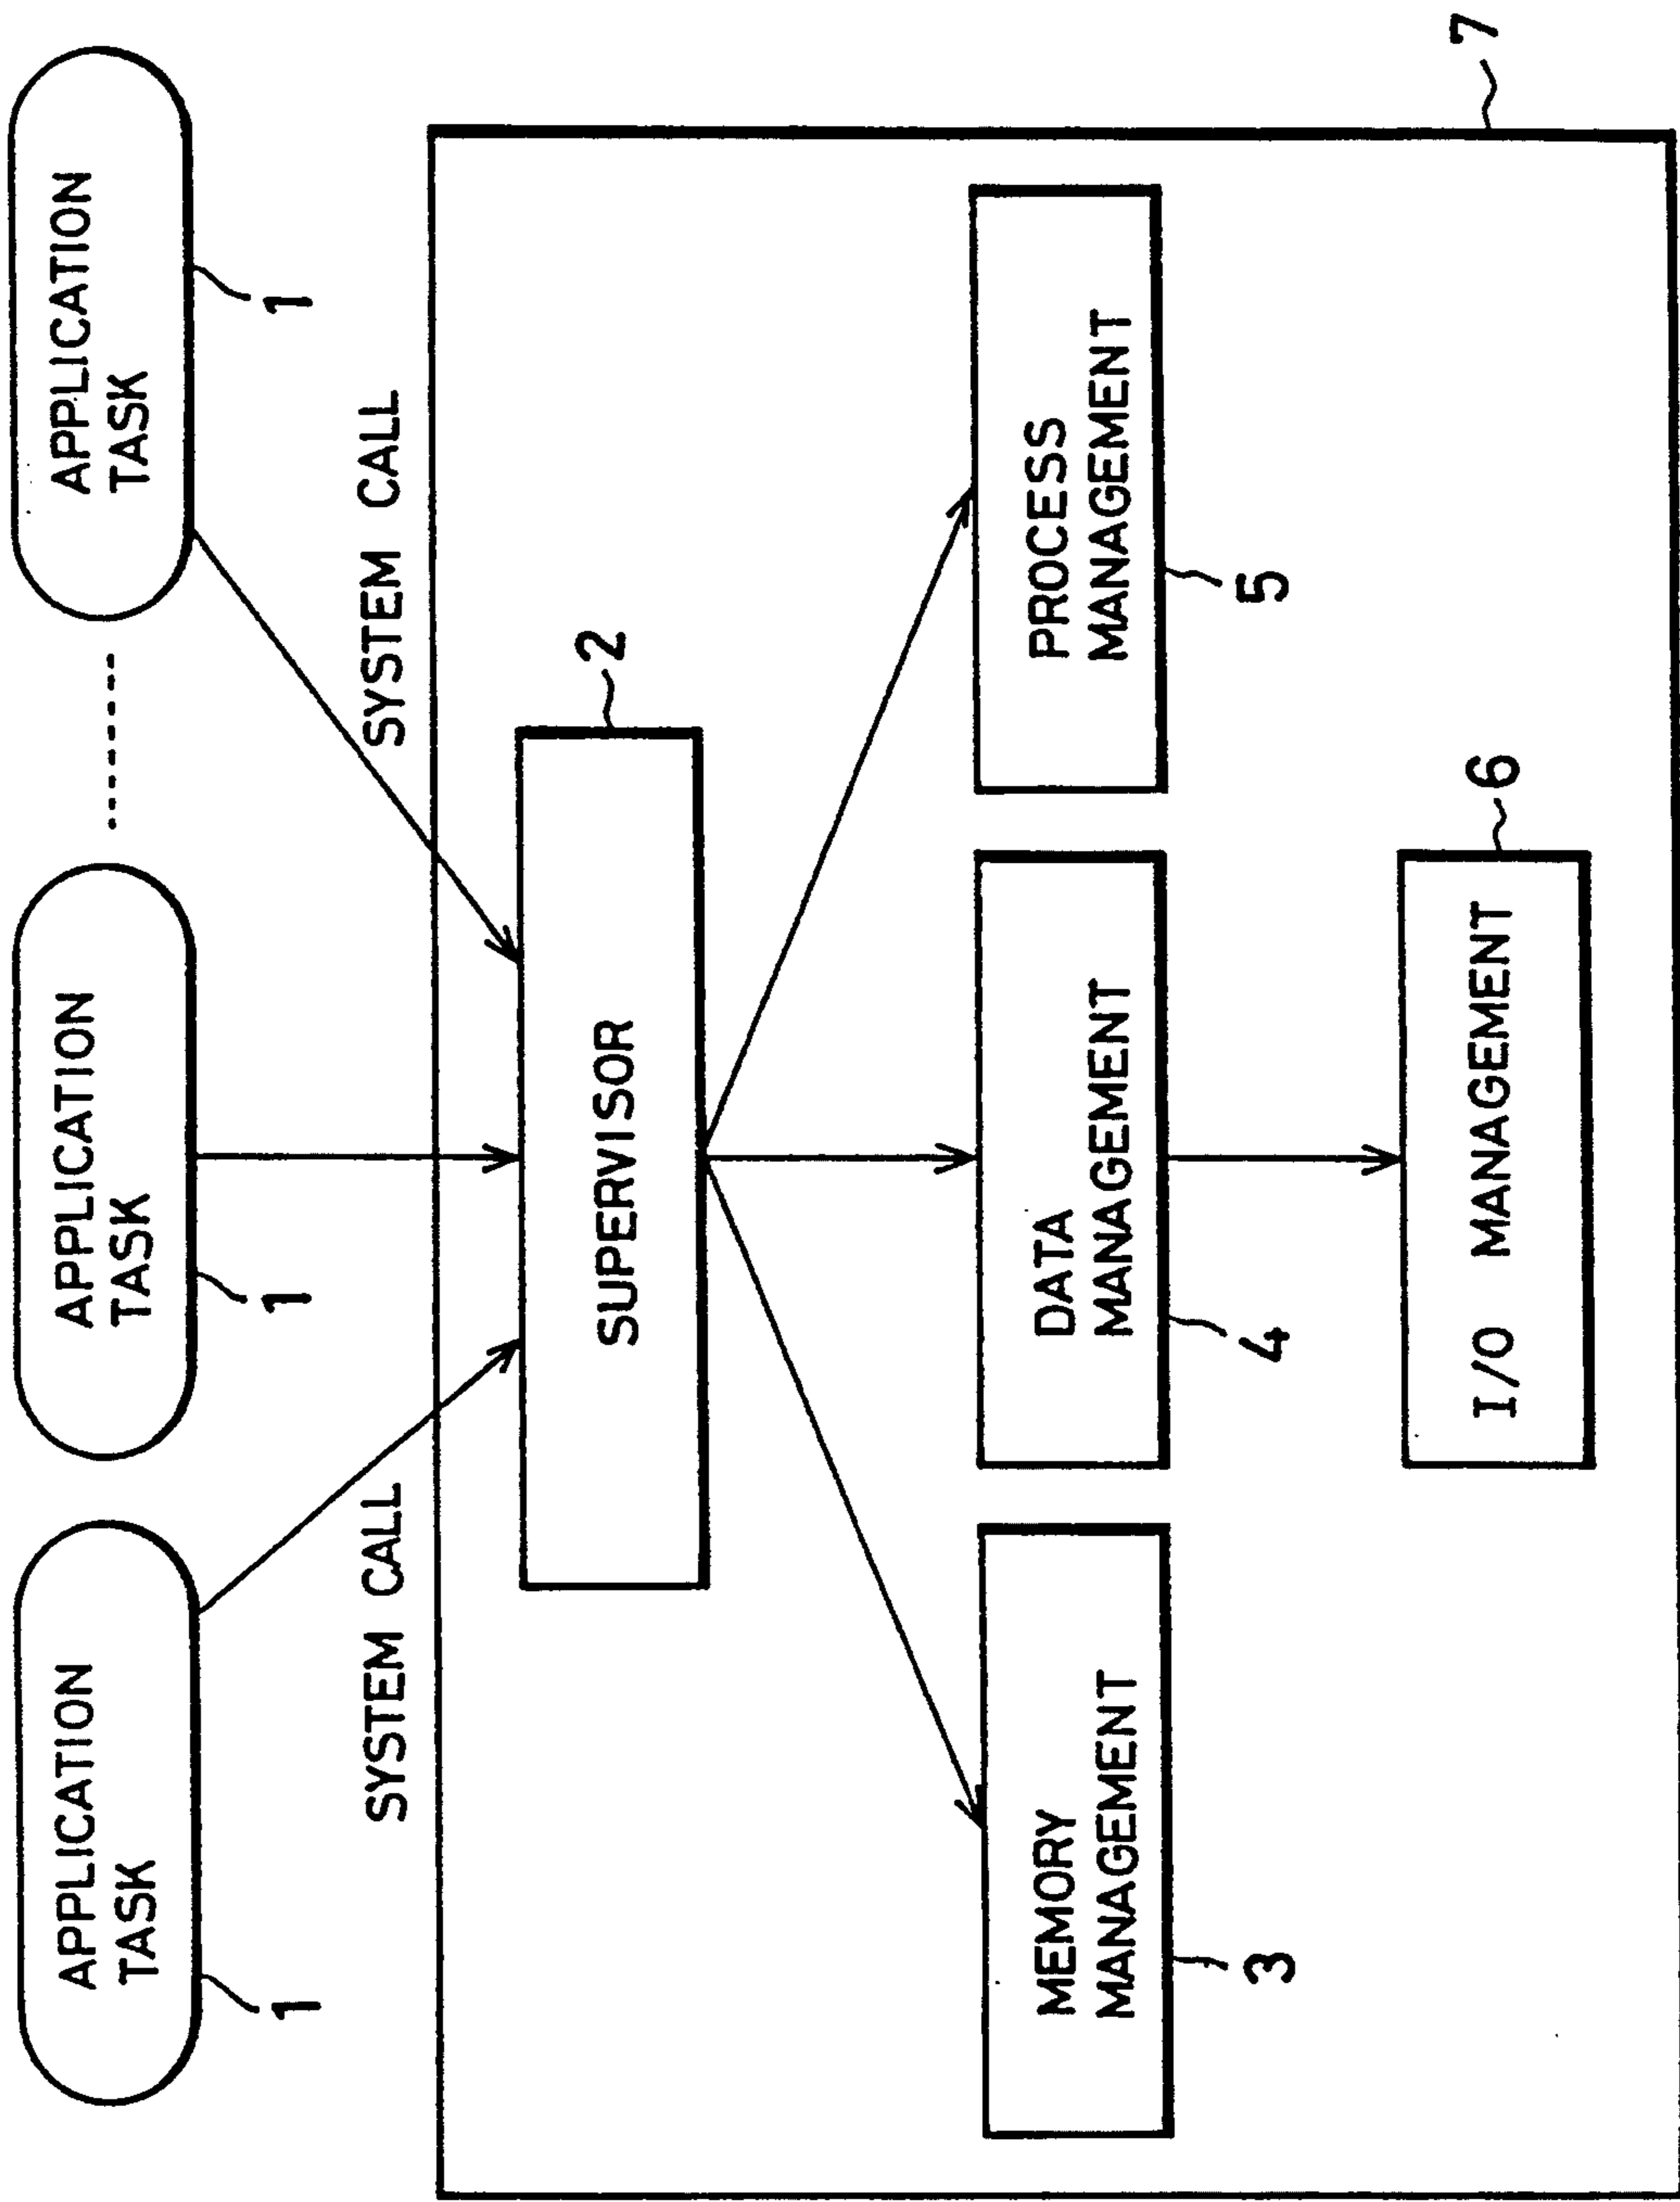 APPLICATION
TASK
1
APPLICATION
TASK
1
APPLICATION
TASK
1
SYSTEM CALL
SYSTEM CALL
SUPERVISOR
2
MEMORY
MANAGEMENT
3
DATA
MANAGEMENT
4
PROCESS
MANAGEMENT
5
I/O MANAGEMENT
6
7